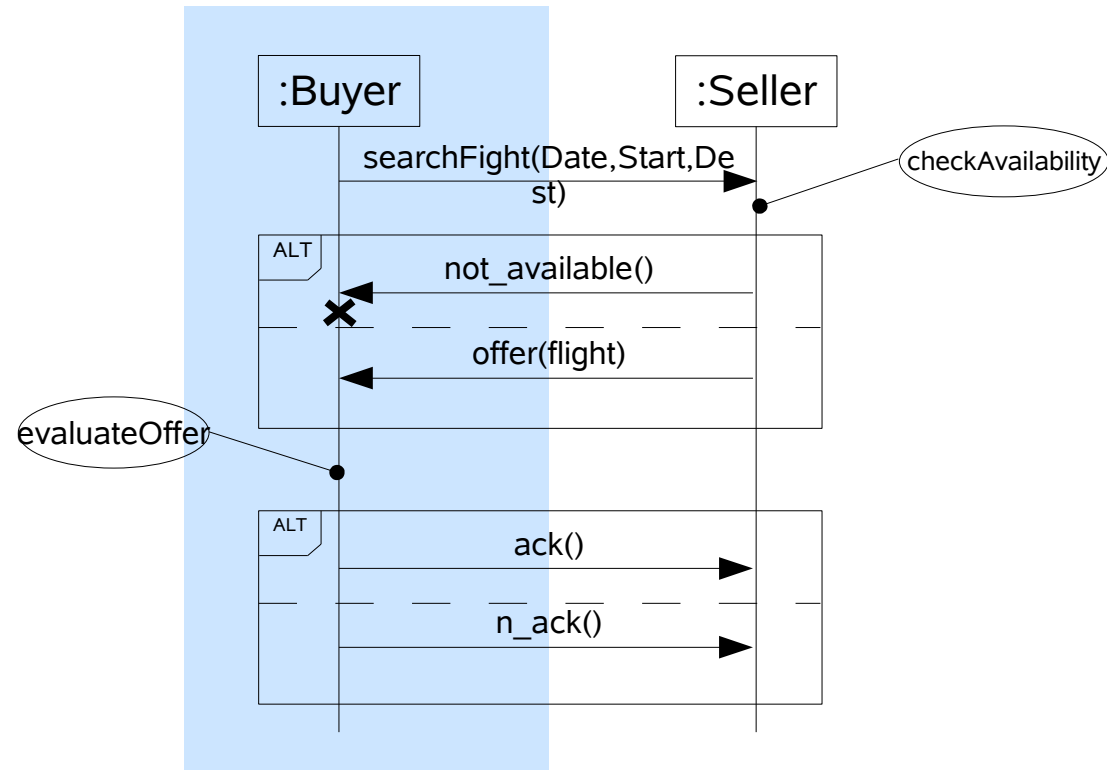 :Buyer
:Seller
searchFight(Date,Start,De
st)
checkAvailability
ALT
not_available()
offer(flight)
evaluateOffer
ALT
ack()
n_ack()